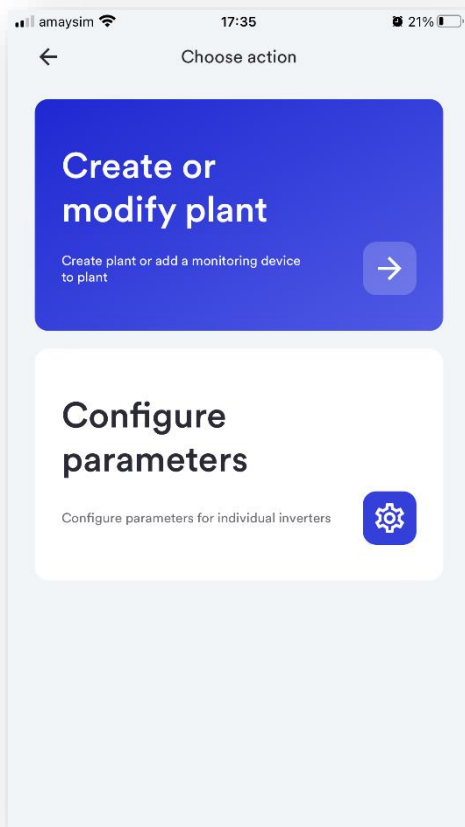 amaysim 17:35 21%
Choose action
Create or
modify plant
Create plant or add a monitoring device
to plant
Configure
parameters
Configure parameters for individual inverters